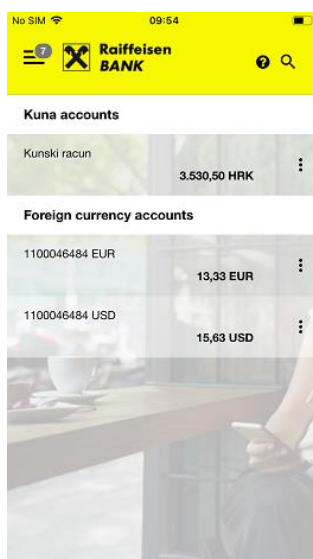 No SIM 09:54
7 Raiffeisen
BANK
?
Kuna accounts
Kunski racun
3.530,50 HRK
Foreign currency accounts
1100046484 EUR
13,33 EUR
1100046484 USD
15,63 USD